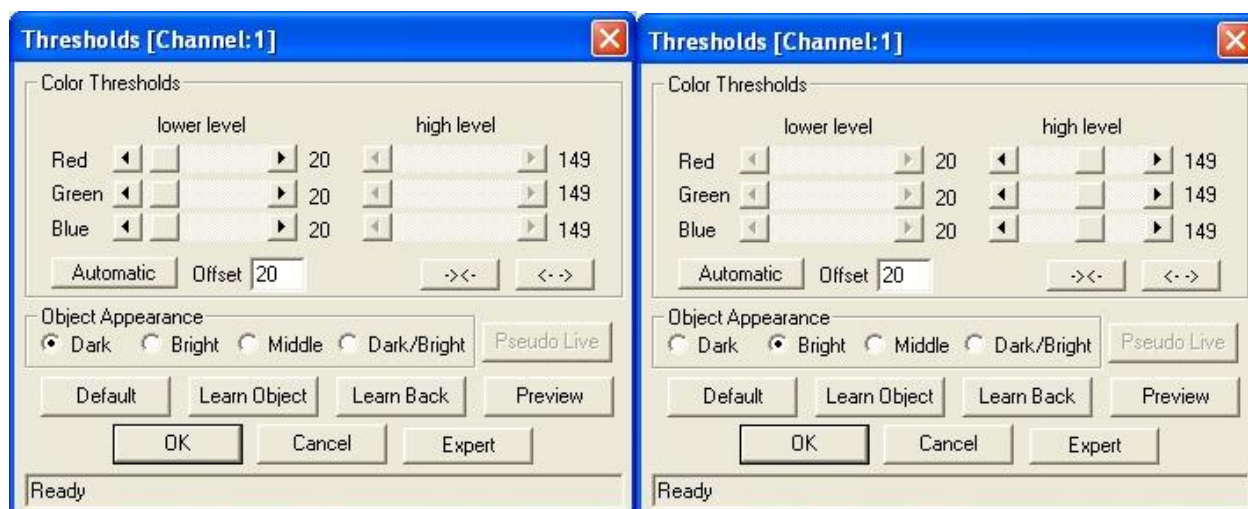 Thresholds [Channel:1]
Color Thresholds
lower level high level
Red 20 149
Green 20 149
Blue 20 149
Automatic Offset 20 -><- <-->
Object Appearance
Dark Bright Middle Dark/Bright Pseudo Live
Default Learn Object Learn Back Preview
OK Cancel Expert
Ready
Thresholds [Channel:1]
Color Thresholds
lower level high level
Red 20 149
Green 20 149
Blue 20 149
Automatic Offset 20 -><- <-->
Object Appearance
Dark Bright Middle Dark/Bright Pseudo Live
Default Learn Object Learn Back Preview
OK Cancel Expert
Ready